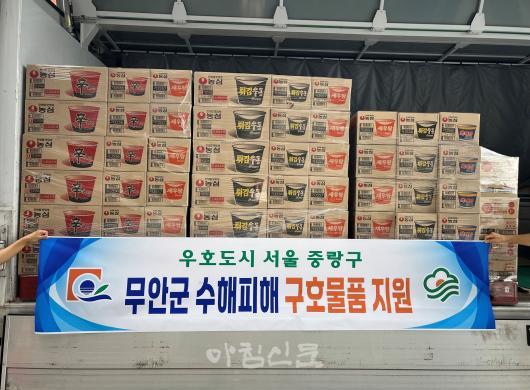 농심
辛
새우탕
튀김우동
우호도시 서울 중랑구
무안군 수해피해 구호물품 지원
아침신문